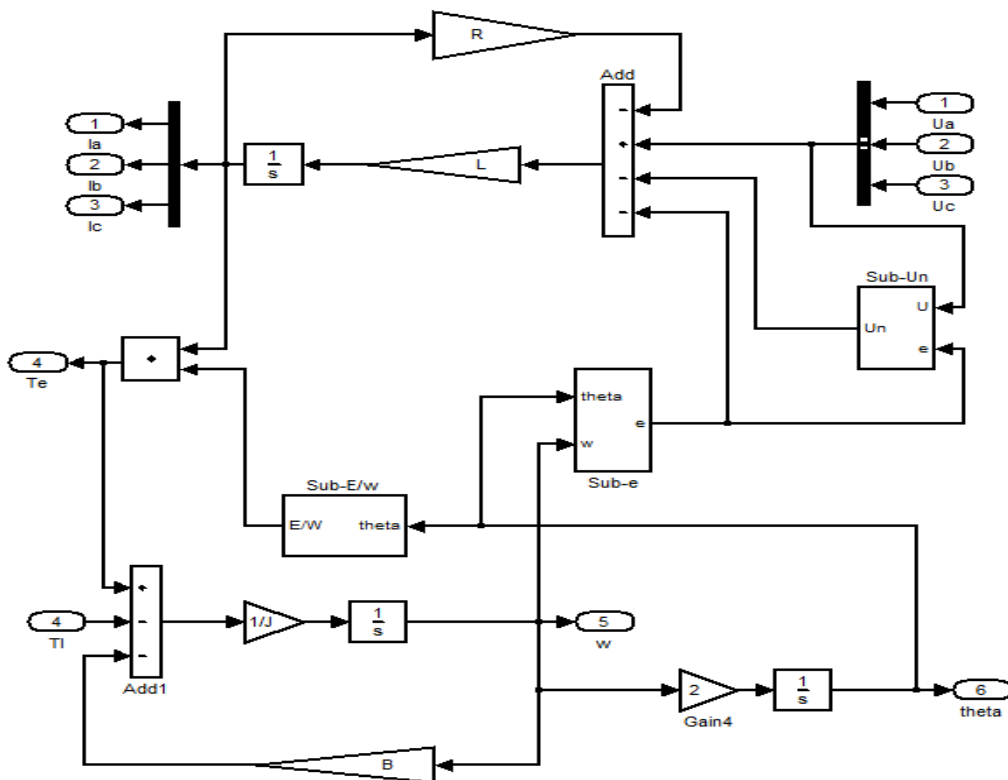 R
Add
1
Ia
2
Ib
3
Ic
1
s
L
1
Ua
2
Ub
3
Uc
Sub-Un
U
Un
e
4
Te
theta
e
w
Sub-e
Sub-E/w
E/W
theta
4
Tl
Add1
1/J
1
s
5
w
2
Gain4
1
s
6
theta
B